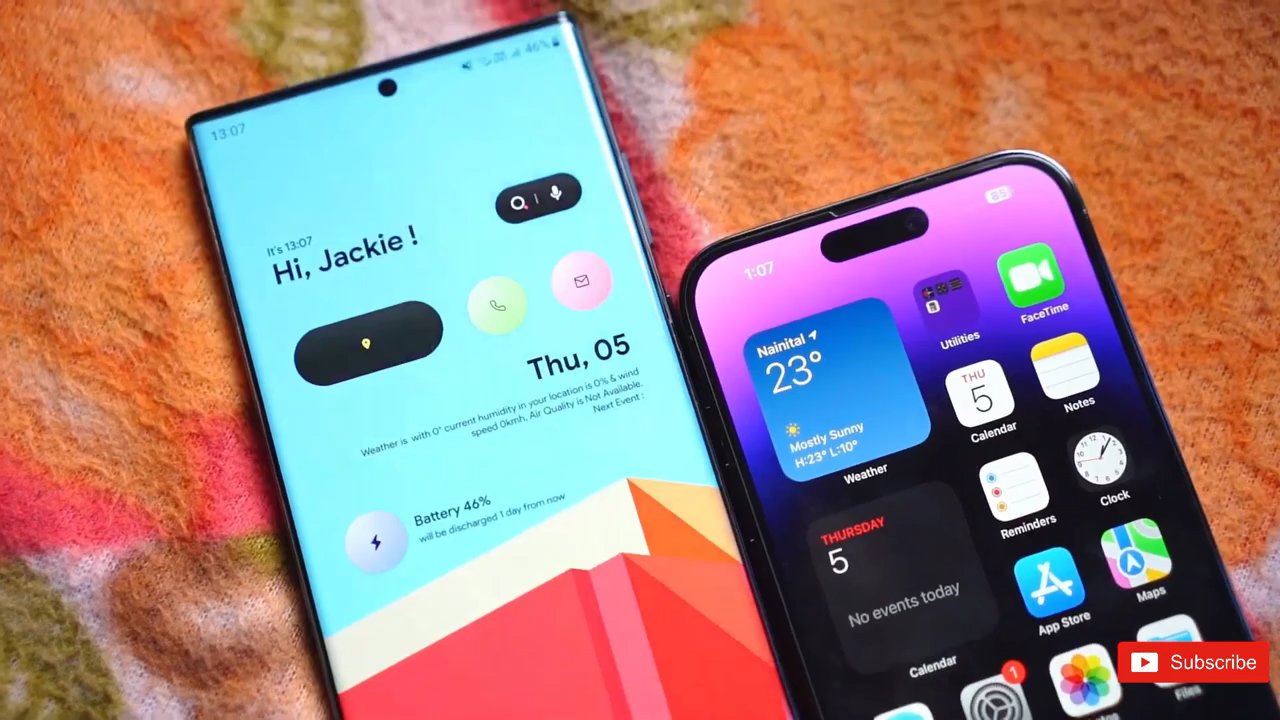 13:07
46%
It's 13:07
Hi, Jackie !
Thu, 05
Weather is with 0° current humidity in your location is 0% & wind
speed 0kmh, Air Quality is Not Available.
Next Event :
Battery 46%
will be discharged 1 day from now
1:07
85
Nainital
23°
Mostly Sunny
H:23° L:10°
Weather
Utilities
FaceTime
THU
5
Calendar
Notes
THURSDAY
5
No events today
Calendar
Reminders
Clock
App Store
Maps
1
Files
Subscribe